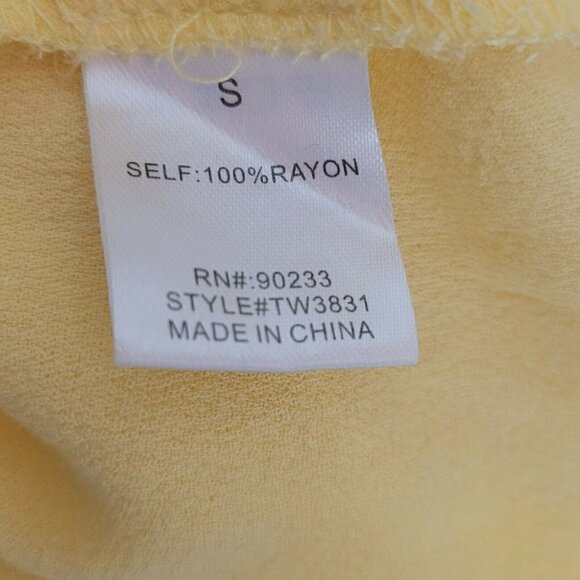 S
SELF:100%RAYON
RN#:90233
STYLE#TW3831
MADE IN CHINA